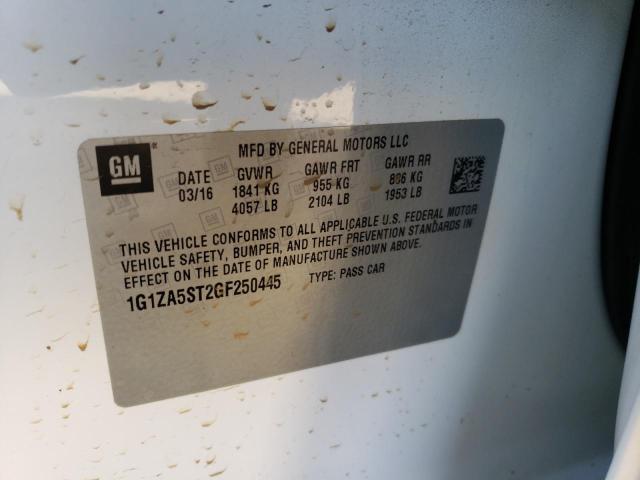 GM
MFD BY GENERAL MOTORS LLC
DATE GVWR GAWR FRT GAWR RR
03/16 1841 KG 955 KG 886 KG
4057 LB 2104 LB 1953 LB
THIS VEHICLE CONFORMS TO ALL APPLICABLE U.S. FEDERAL MOTOR
VEHICLE SAFETY, BUMPER, AND THEFT PREVENTION STANDARDS IN
EFFECT ON THE DATE OF MANUFACTURE SHOWN ABOVE.
1G1ZA5ST2GF250445 TYPE: PASS CAR